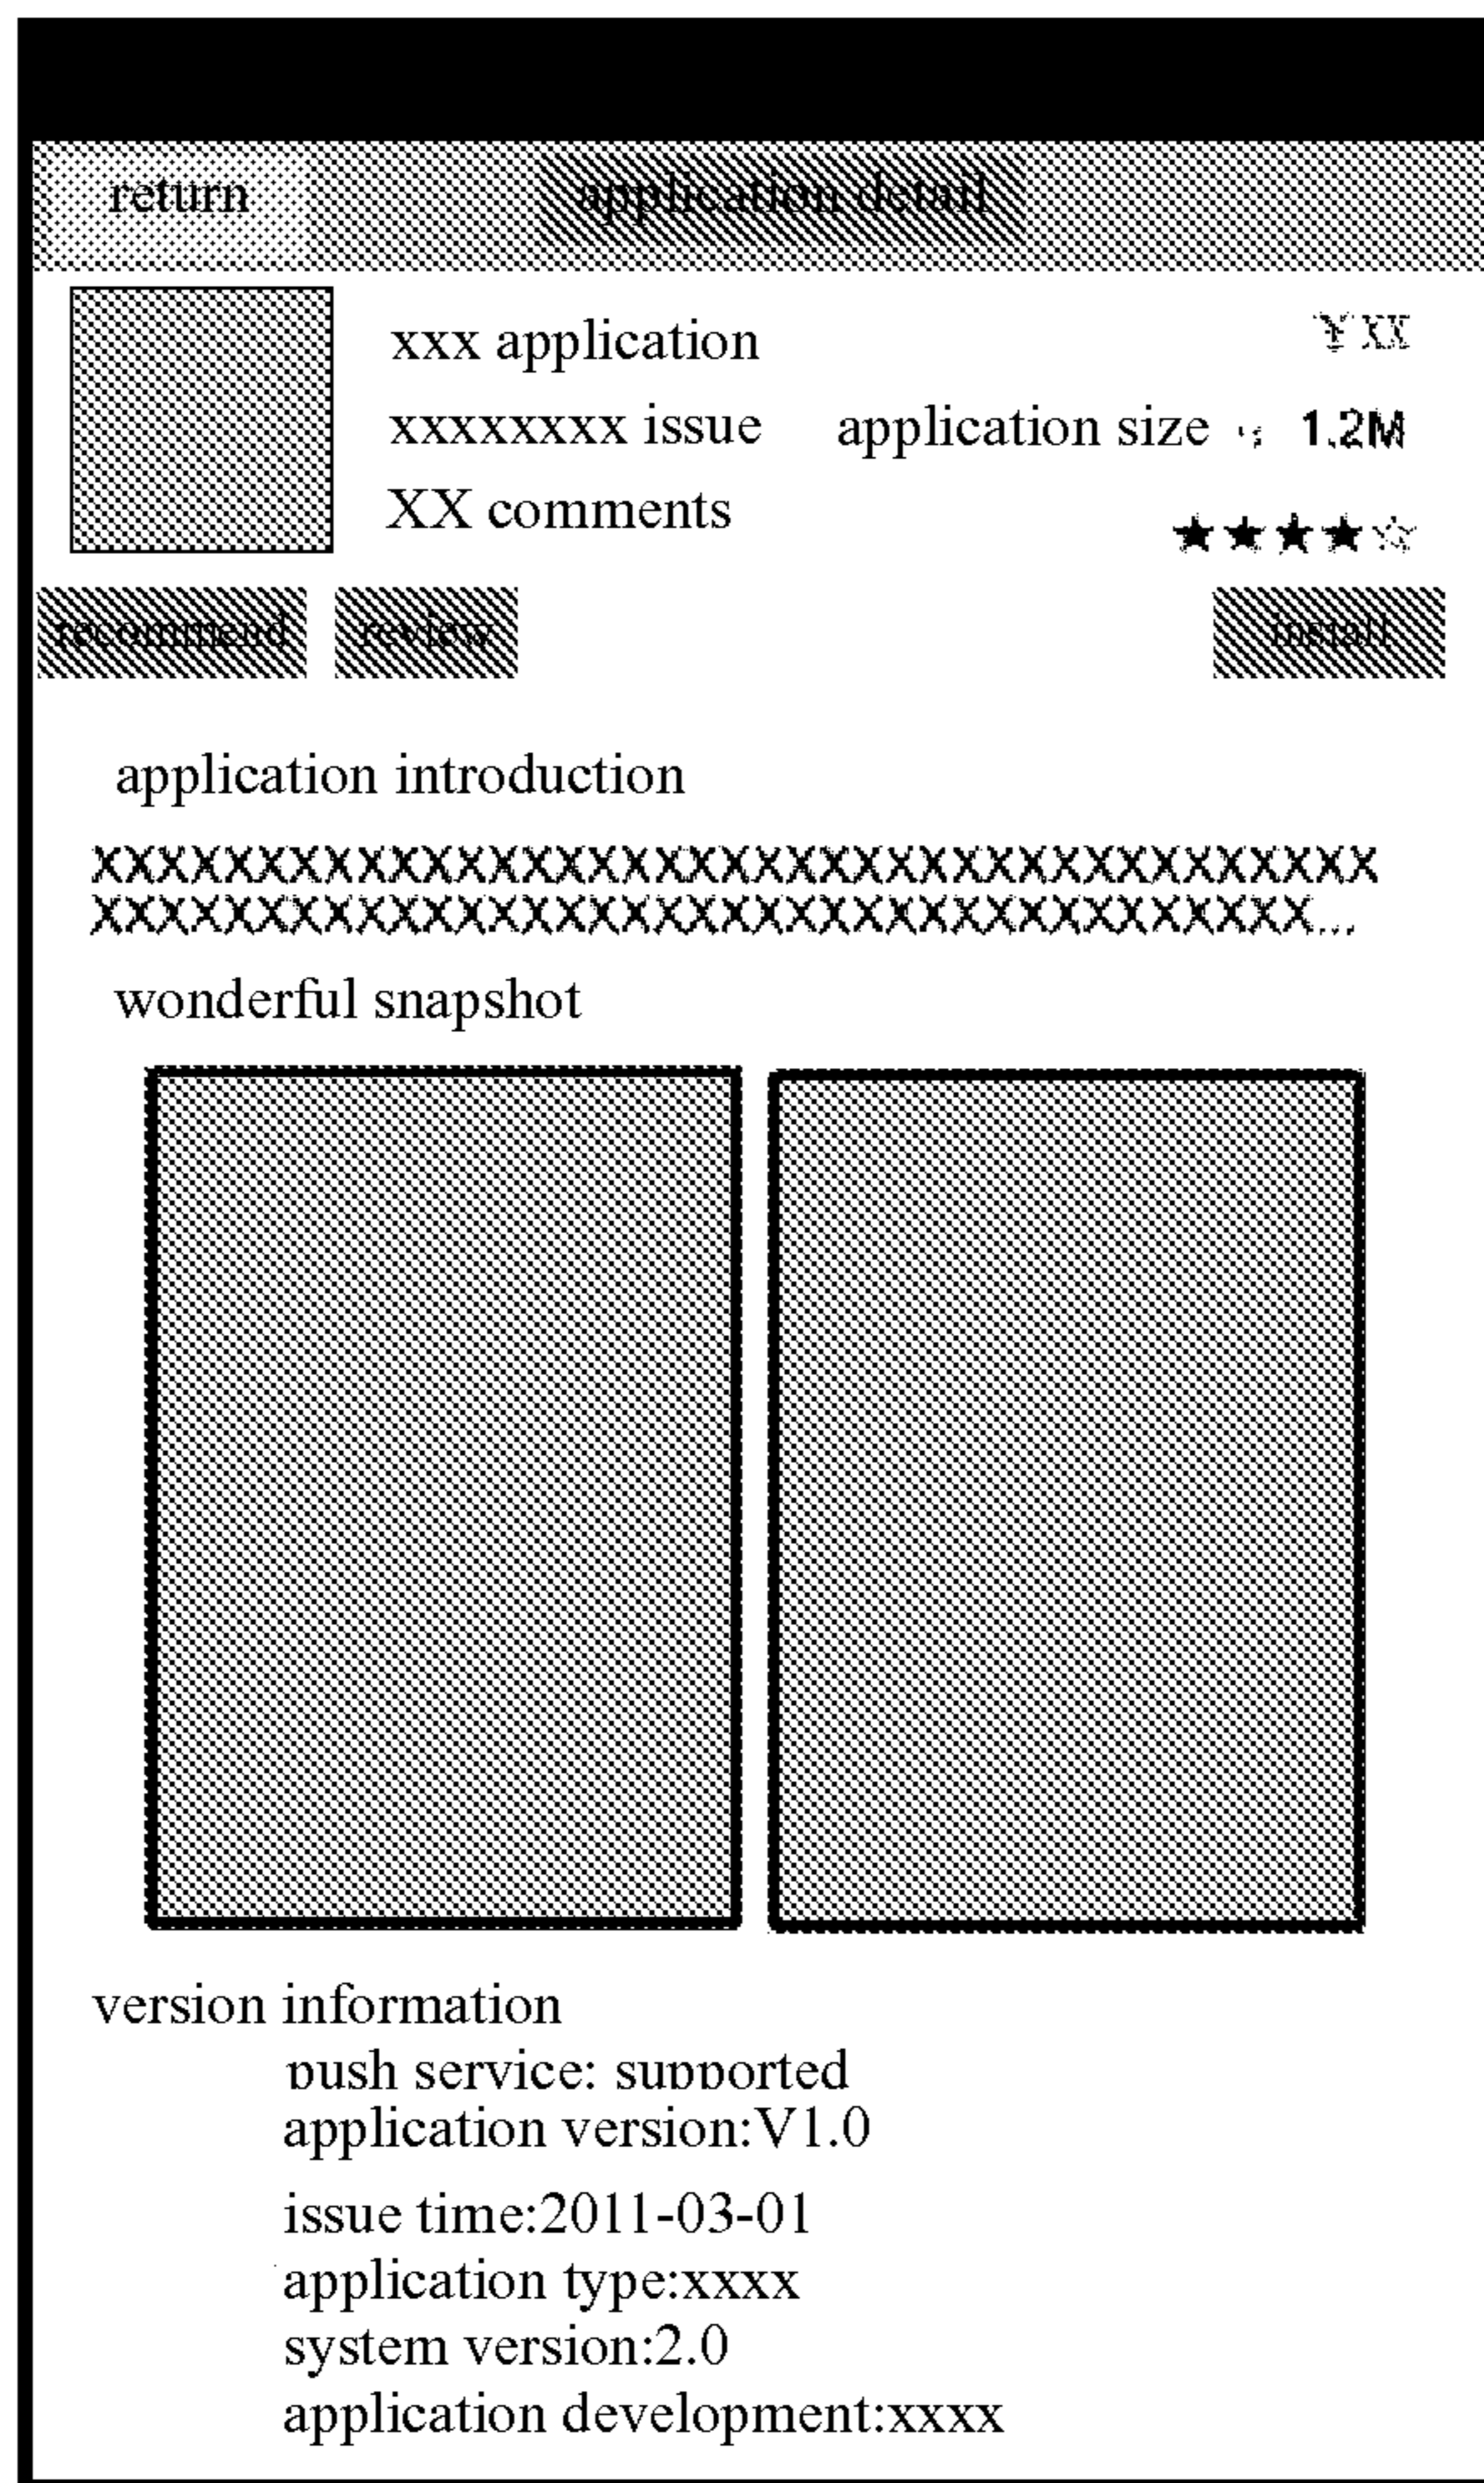 return application detail
xxx application ¥ XX
xxxxxxxx issue application size : 1.2M
XX comments ★★★★☆
recommend review install
application introduction
XXXXXXXXXXXXXXXXXXXXXXXXXXXXXXXXXXXXXXX
XXXXXXXXXXXXXXXXXXXXXXXXXXXXXXXXXXXXX...
wonderful snapshot
version information
push service: supported
application version:V1.0
issue time:2011-03-01
application type:xxxx
system version:2.0
application development:xxxx